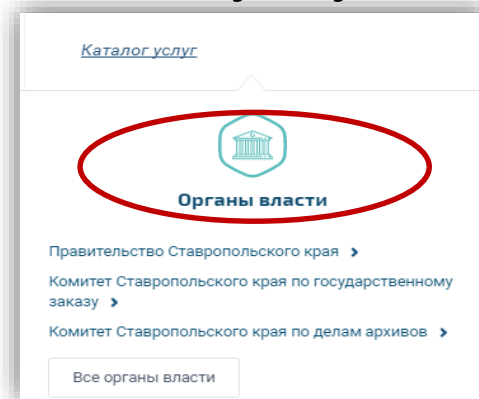 Каталог услуг
Органы власти
Правительство Ставропольского края
Комитет Ставропольского края по государственному
заказу
Комитет Ставропольского края по делам архивов
Все органы власти